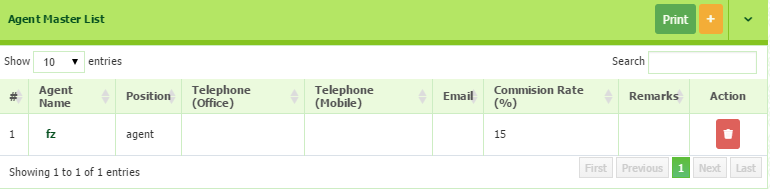 Agent Master List Print +
Show 10 entries Search
# Agent Name Position Telephone (Office) Telephone (Mobile) Email Commision Rate (%) Remarks Action
1 fz agent 15
Showing 1 to 1 of 1 entries First Previous 1 Next Last